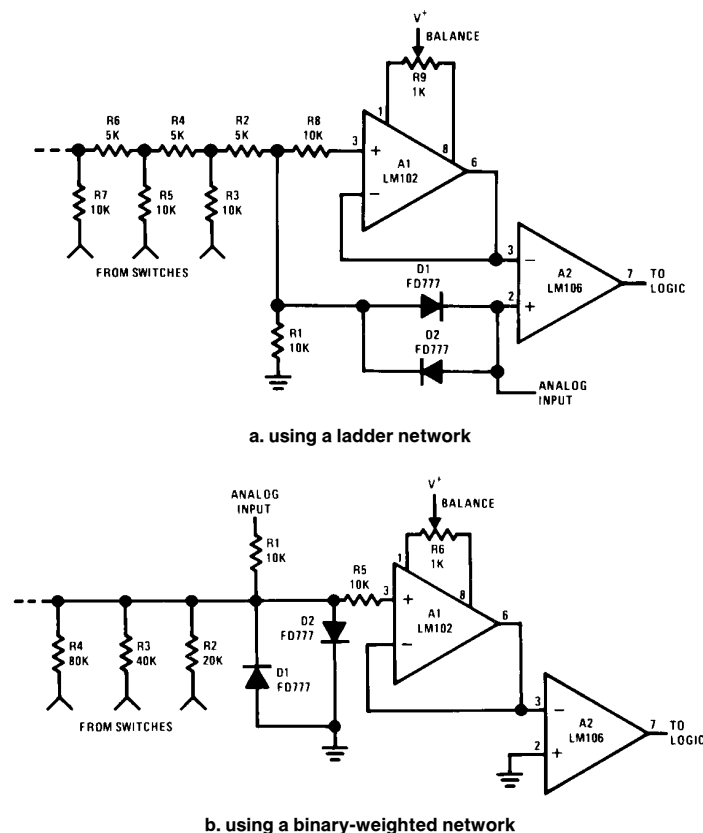 V+
BALANCE
R9
1K
R6
5K
R4
5K
R2
5K
R8
10K
1
3
+
8
6
A1
LM102
−
R7
10K
R5
10K
R3
10K
FROM SWITCHES
3
−
A2
LM106
7
TO
LOGIC
2
+
D1
FD777
R1
10K
D2
FD777
ANALOG
INPUT
a. using a ladder network
V+
BALANCE
ANALOG
INPUT
R6
1K
R1
10K
R5
10K
1
3
+
8
6
A1
LM102
−
D2
FD777
R4
80K
R3
40K
R2
20K
D1
FD777
FROM SWITCHES
3
−
A2
LM106
7
TO
LOGIC
2
+
b. using a binary-weighted network